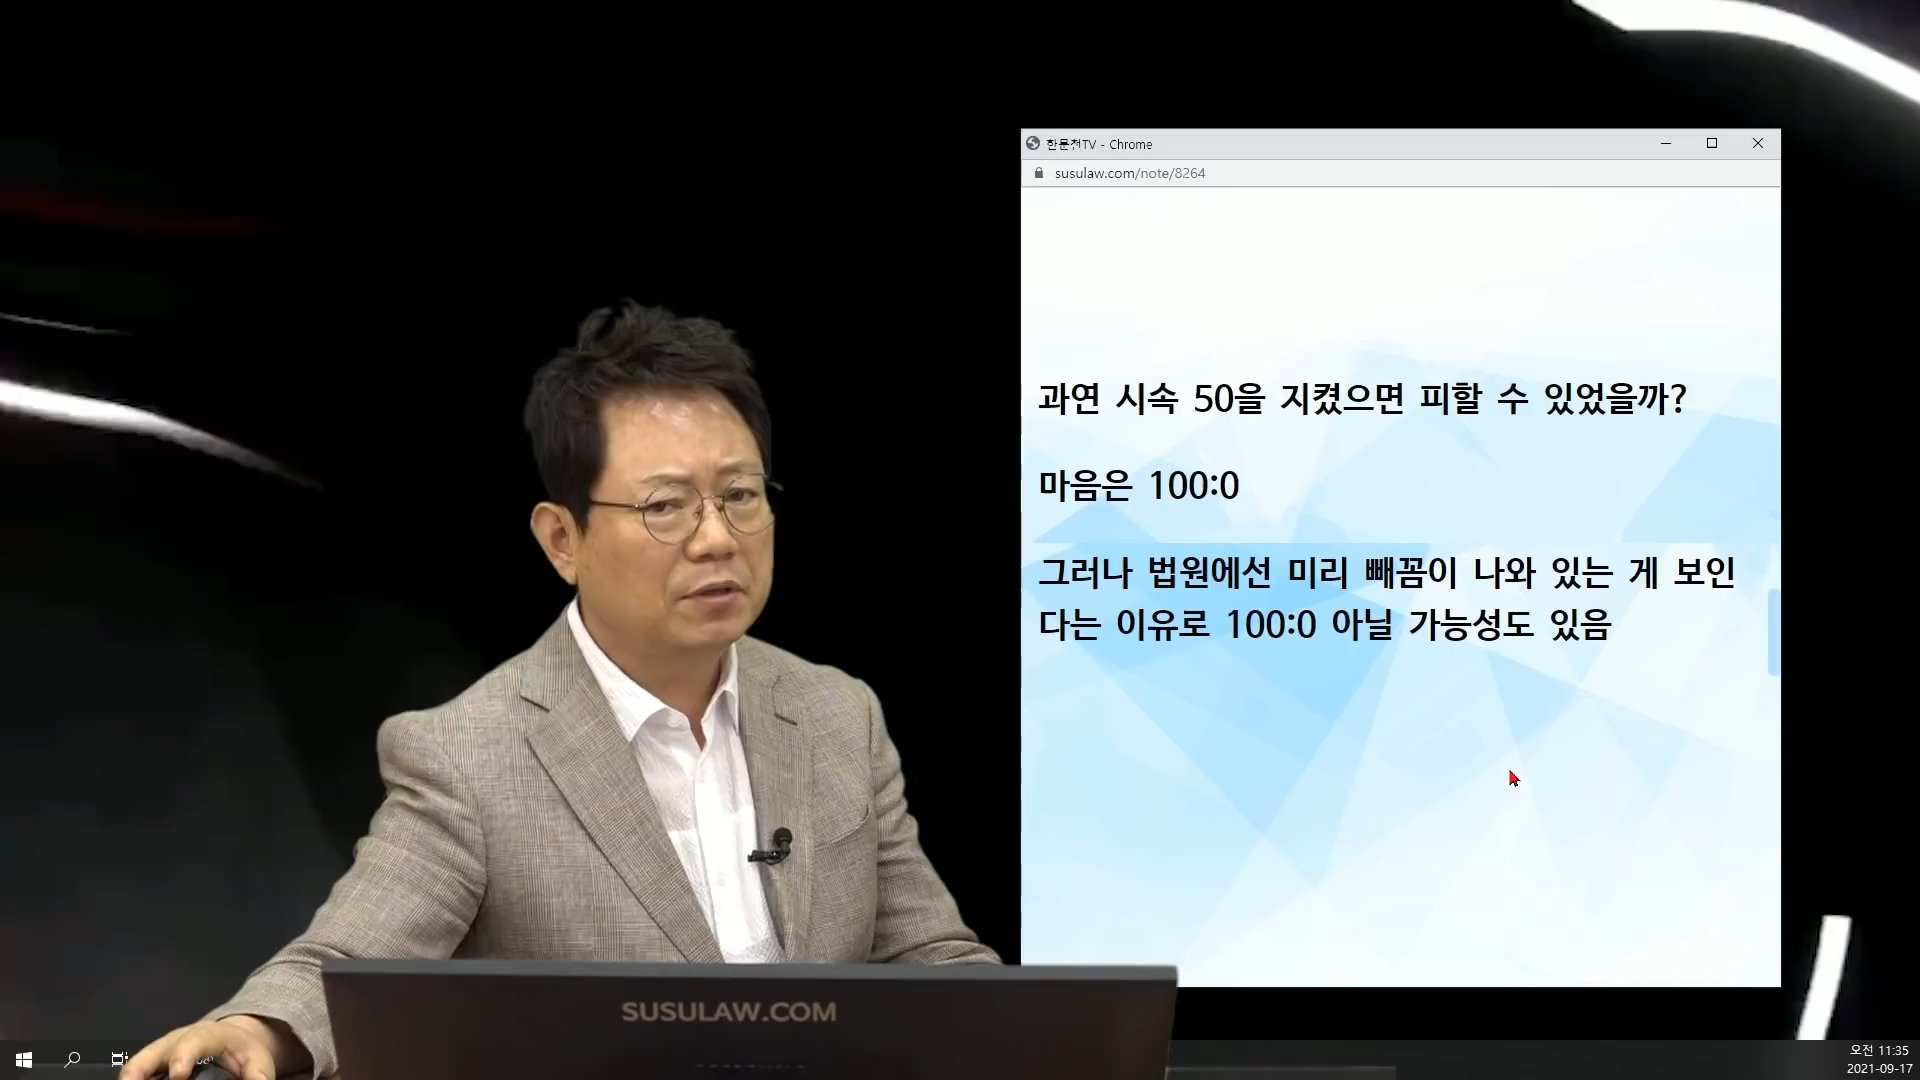 한문철TV - Chrome
susulaw.com/note/8264
과연 시속 50을 지켰으면 피할 수 있었을까?
마음은 100:0
그러나 법원에선 미리 빼꼼이 나와 있는 게 보인
다는 이유로 100:0 아닐 가능성도 있음
SUSULAW.COM
오전 11:35
2021-09-17